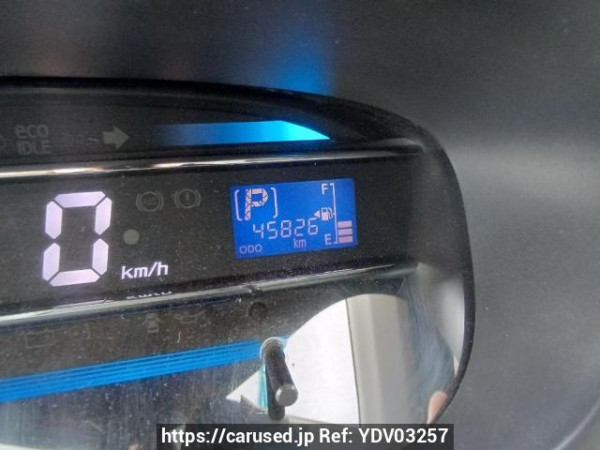 eco
IDLE
0
km/h
P
F
45826
ODO
km
E
https://carused.jp Ref: YDV03257